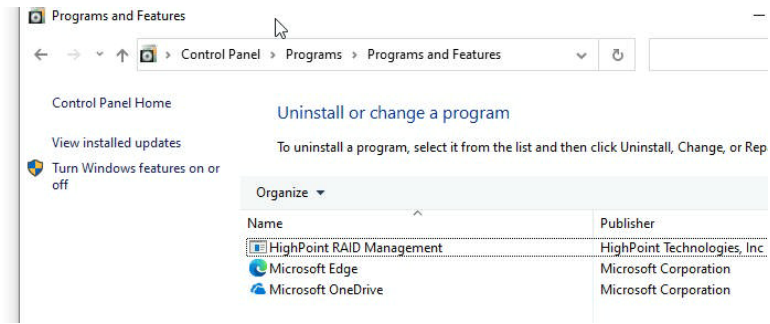 Programs and Features
Control Panel > Programs > Programs and Features
Control Panel Home
View installed updates
Turn Windows features on or
off
Uninstall or change a program
To uninstall a program, select it from the list and then click Uninstall, Change, or Rep
Organize
Name Publisher
HighPoint RAID Management HighPoint Technologies, Inc
Microsoft Edge Microsoft Corporation
Microsoft OneDrive Microsoft Corporation